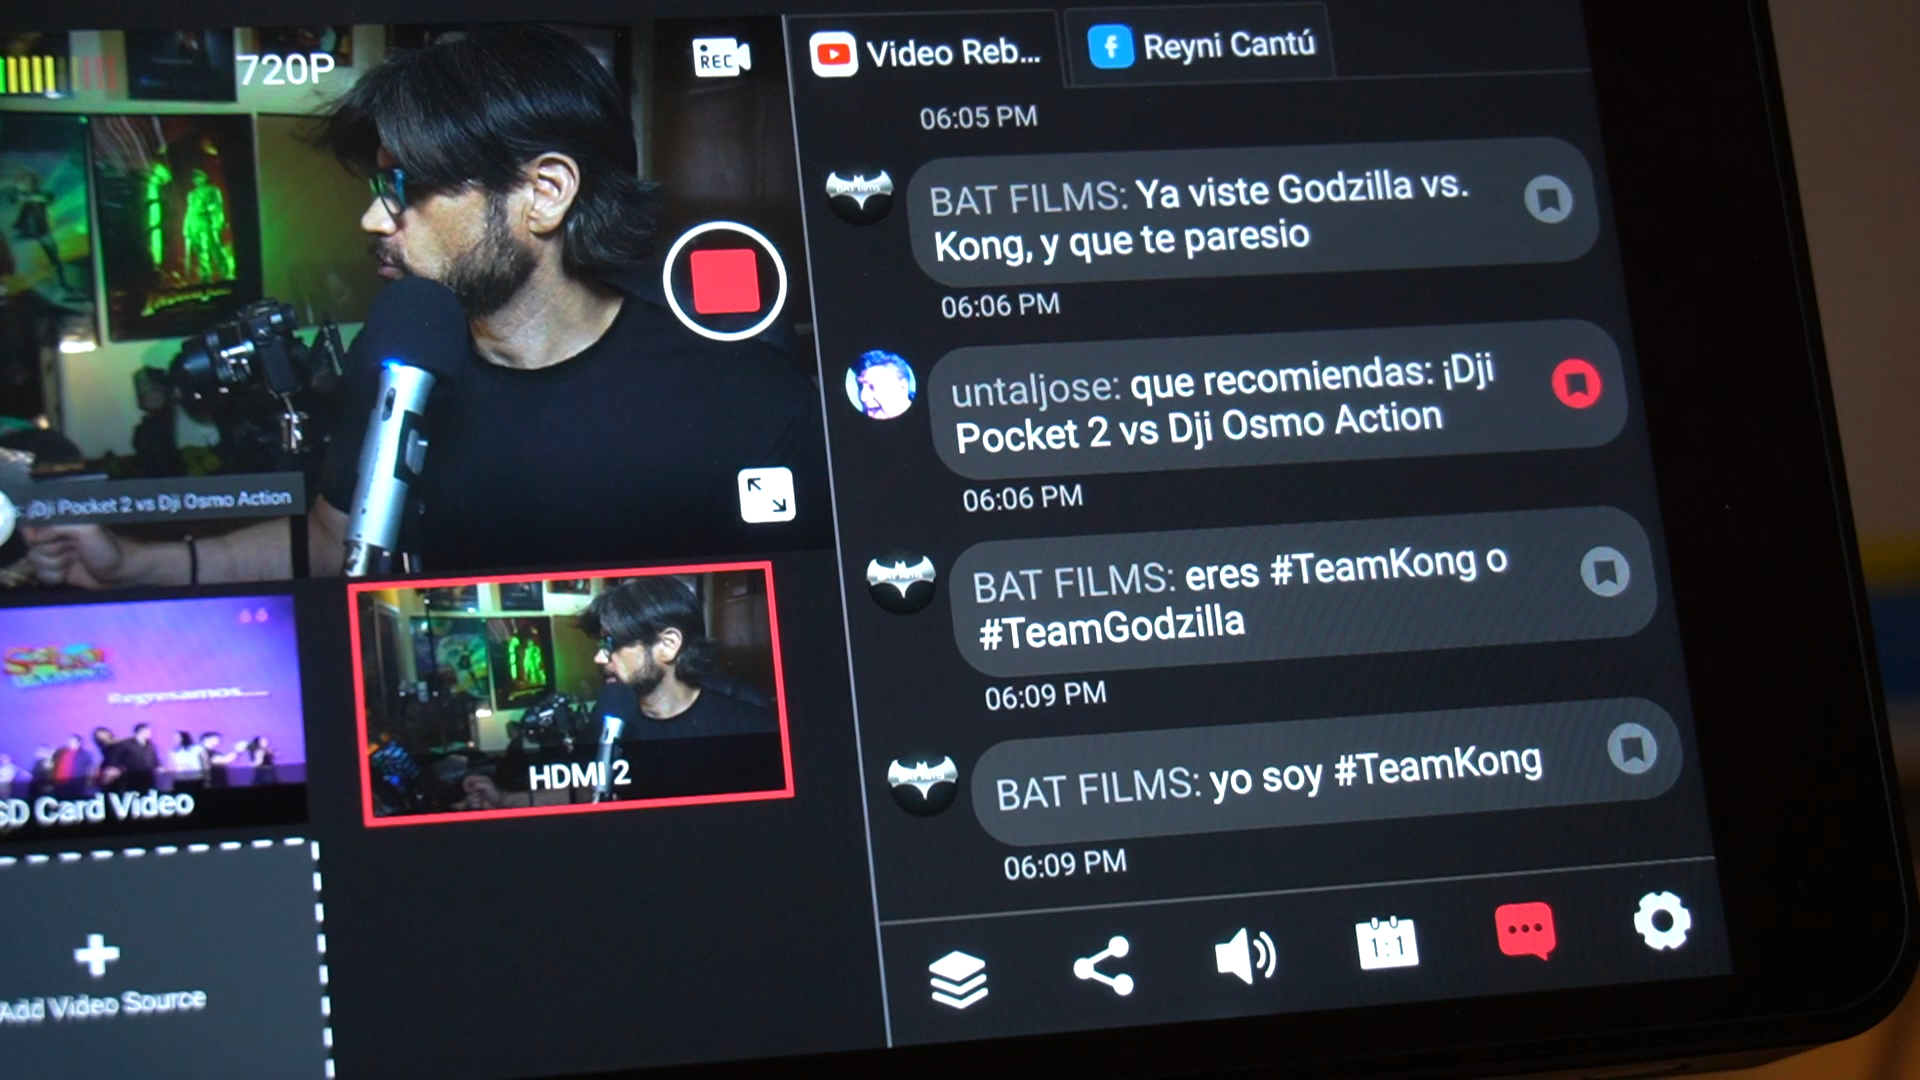 720P
REC
Video Reb...
Reyni Cantú
06:05 PM
BAT FILMS: Ya viste Godzilla vs.
Kong, y que te paresio
06:06 PM
untaljose: que recomiendas: ¡Dji
Pocket 2 vs Dji Osmo Action
06:06 PM
BAT FILMS: eres #TeamKong o
#TeamGodzilla
06:09 PM
BAT FILMS: yo soy #TeamKong
06:09 PM
s: ¡Dji Pocket 2 vs Dji Osmo Action
Regresamos....
SD Card Video
HDMI 2
Add Video Source
1:1